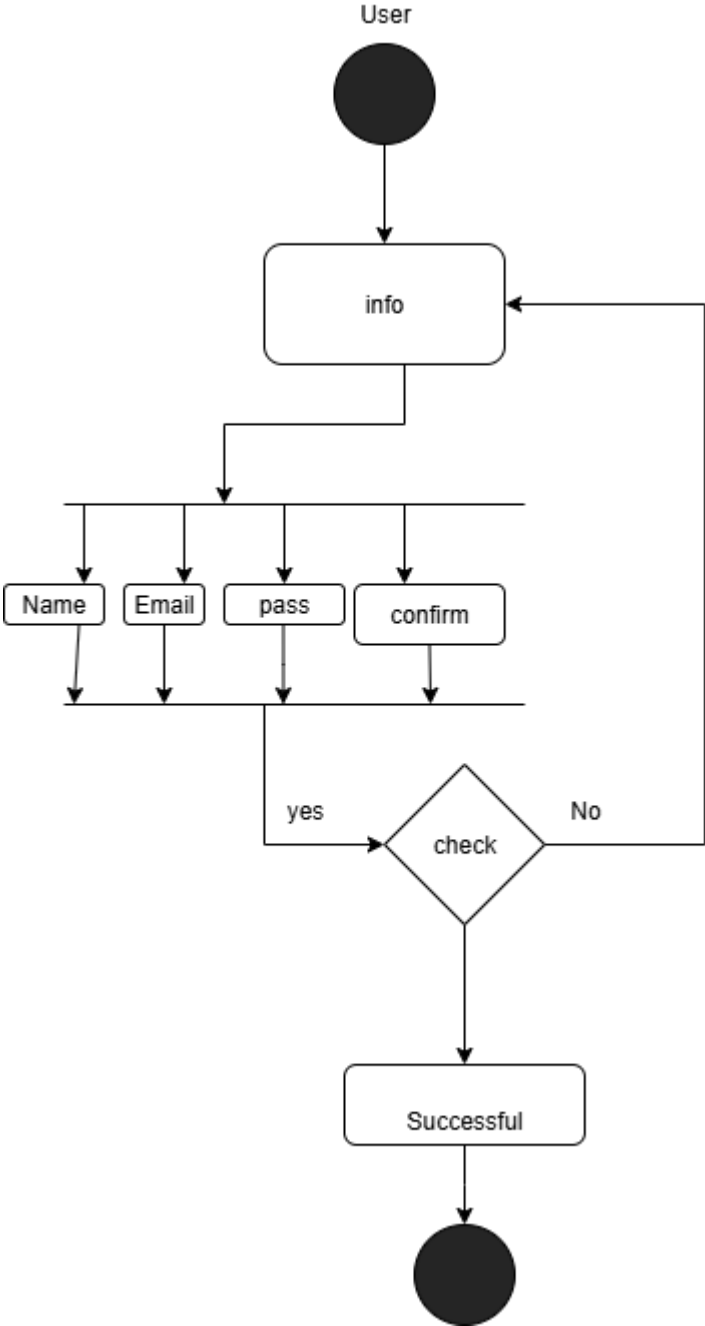 User
info
Name
Email
pass
confirm
yes
No
check
Successful